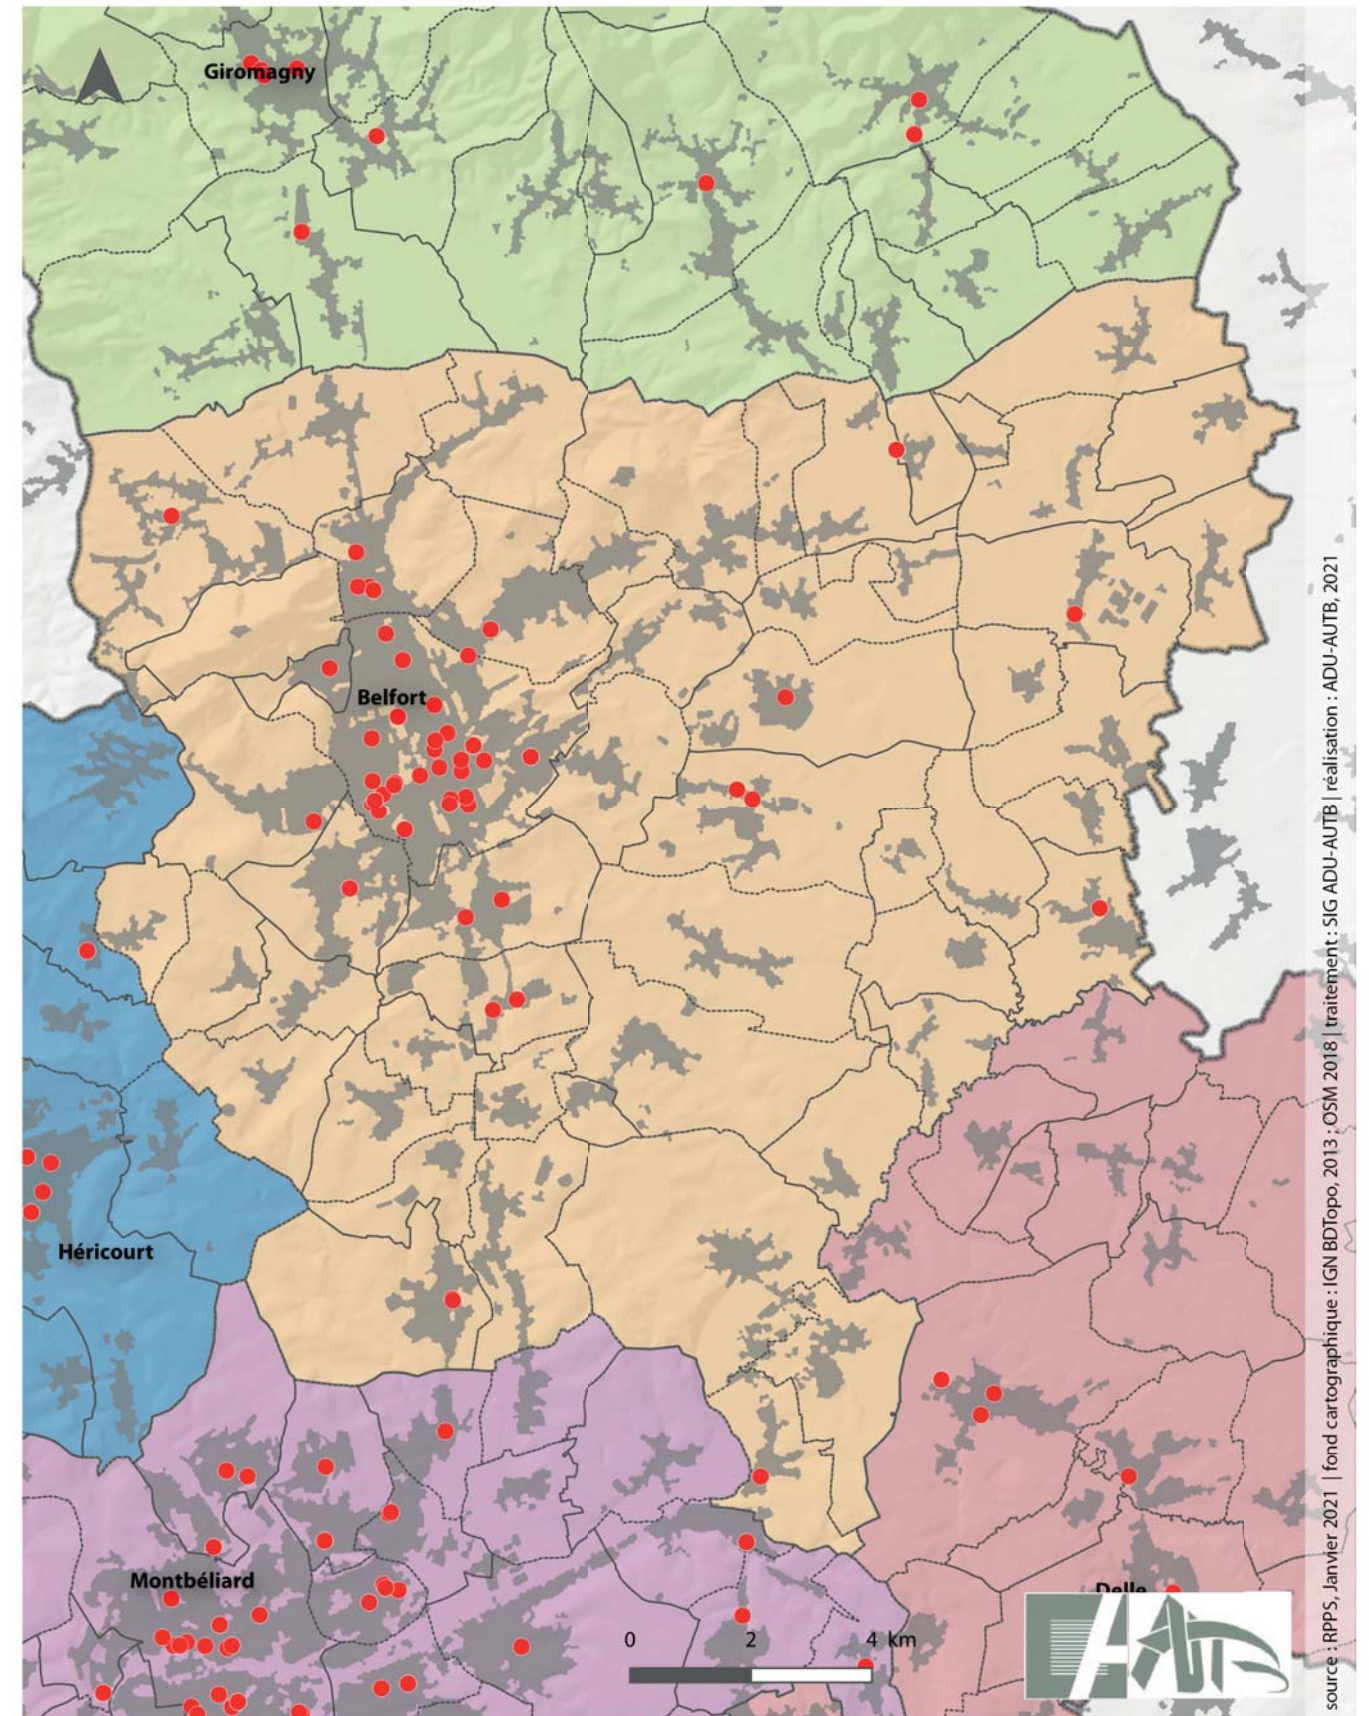 Giromagny
Belfort
Héricourt
Montbéliard
Delle
0 2 4 km
source : RPPS, Janvier 2021 | fond cartographique : IGN BDTopo, 2013 ; OSM 2018 | traitement : SIG ADU-AUTB | réalisation : ADU-AUTB, 2021